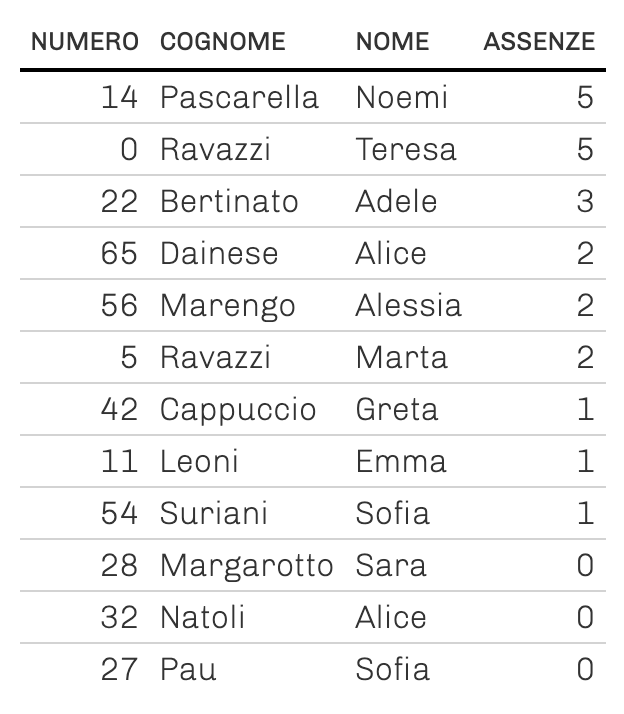 NUMERO COGNOME NOME ASSENZE
14 Pascarella Noemi 5
0 Ravazzi Teresa 5
22 Bertinato Adele 3
65 Dainese Alice 2
56 Marengo Alessia 2
5 Ravazzi Marta 2
42 Cappuccio Greta 1
11 Leoni Emma 1
54 Suriani Sofia 1
28 Margarotto Sara 0
32 Natoli Alice 0
27 Pau Sofia 0